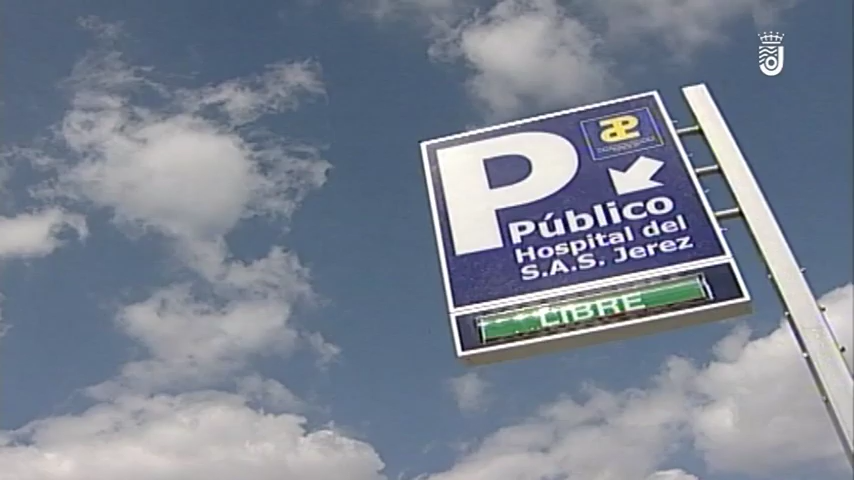 P
Público
Hospital del
S.A.S. Jerez
LIBRE